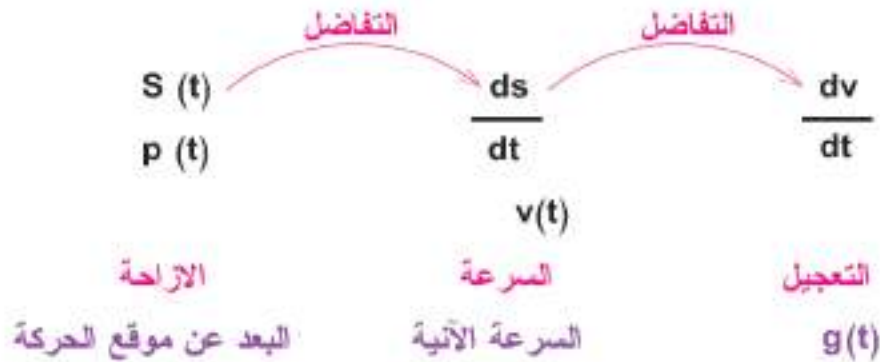 التفاضل التفاضل
S (t) ds dv
p (t) dt dt
v(t)
الازاحة السرعة التعجيل
البعد عن موقع الحركة السرعة الآنية g(t)